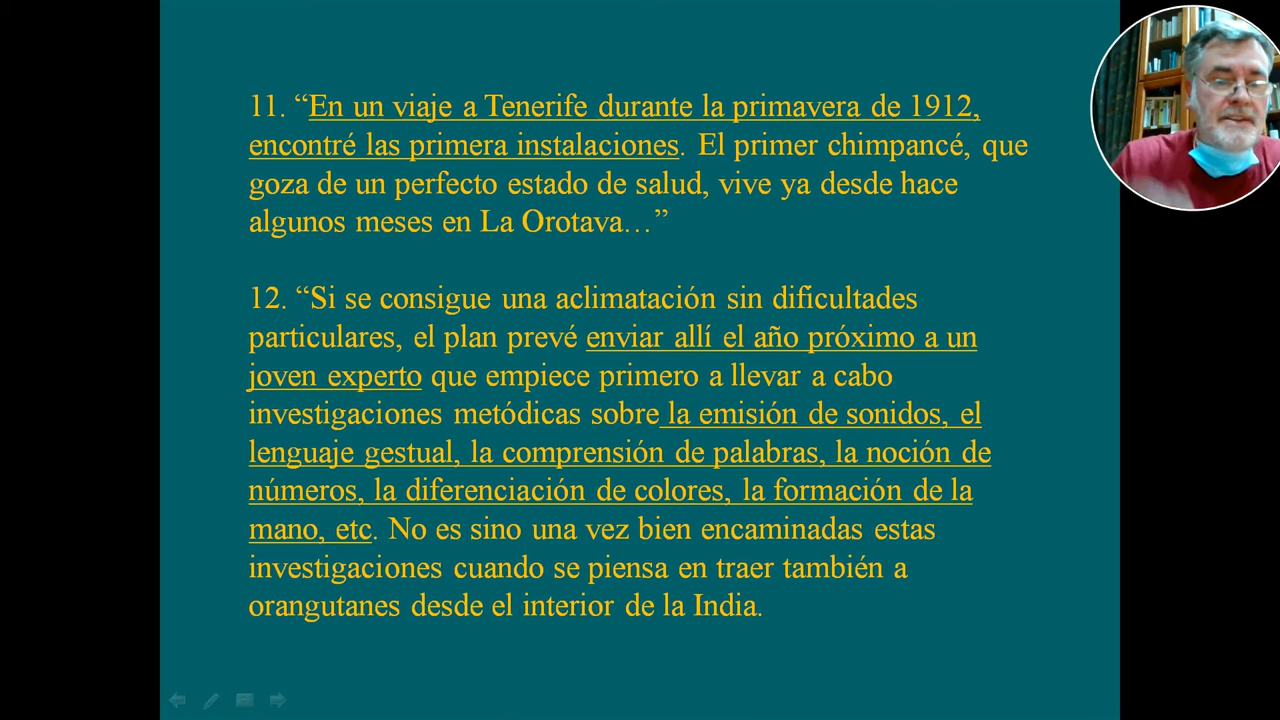 11. “En un viaje a Tenerife durante la primavera de 1912,
encontré las primera instalaciones. El primer chimpancé, que
goza de un perfecto estado de salud, vive ya desde hace
algunos meses en La Orotava…”
12. “Si se consigue una aclimatación sin dificultades
particulares, el plan prevé enviar allí el año próximo a un
joven experto que empiece primero a llevar a cabo
investigaciones metódicas sobre la emisión de sonidos, el
lenguaje gestual, la comprensión de palabras, la noción de
números, la diferenciación de colores, la formación de la
mano, etc. No es sino una vez bien encaminadas estas
investigaciones cuando se piensa en traer también a
orangutanes desde el interior de la India.